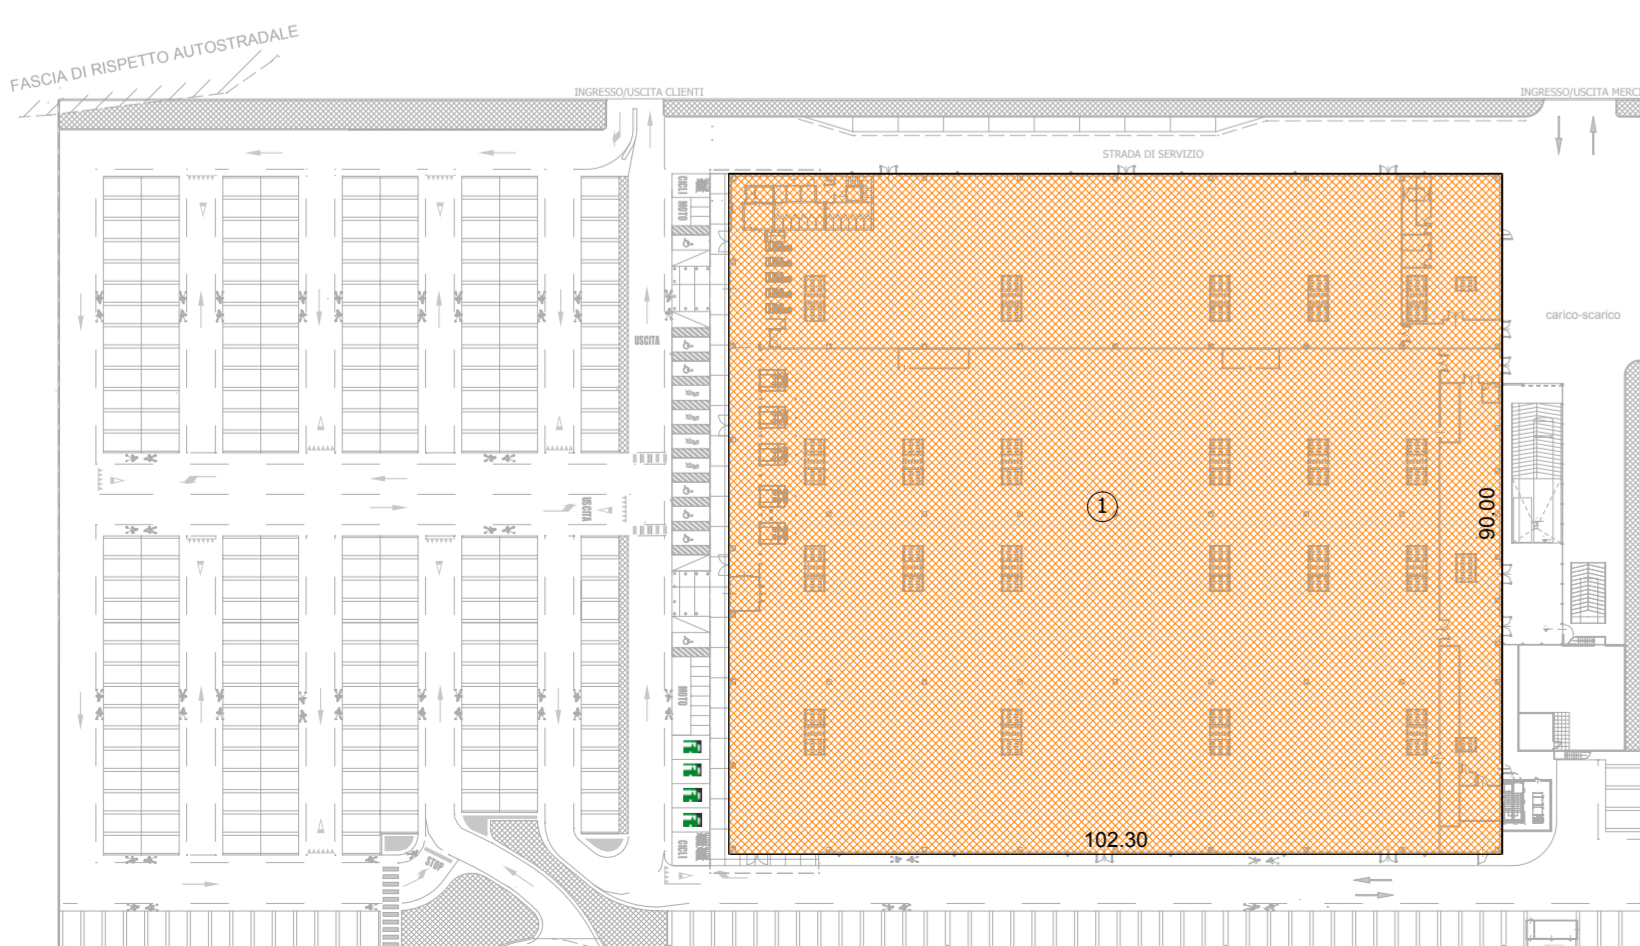 FASCIA DI RISPETTO AUTOSTRADALE
INGRESSO/USCITA CLIENTI
INGRESSO/USCITA MERCI
STRADA DI SERVIZIO
CICLI
MOTO
carico-scarico
USCITA
USCITA
1
90.00
MOTO
102.30
CICLI
STOP